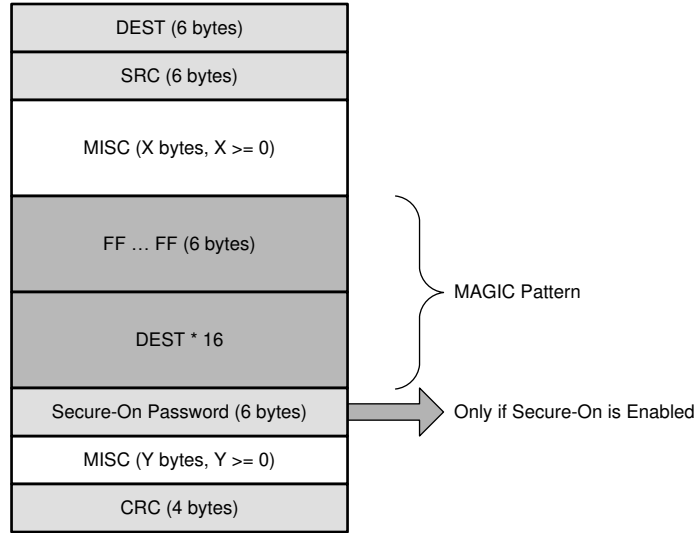 DEST (6 bytes)
SRC (6 bytes)
MISC (X bytes, X >= 0)
FF … FF (6 bytes)
MAGIC Pattern
DEST * 16
Secure-On Password (6 bytes)
Only if Secure-On is Enabled
MISC (Y bytes, Y >= 0)
CRC (4 bytes)